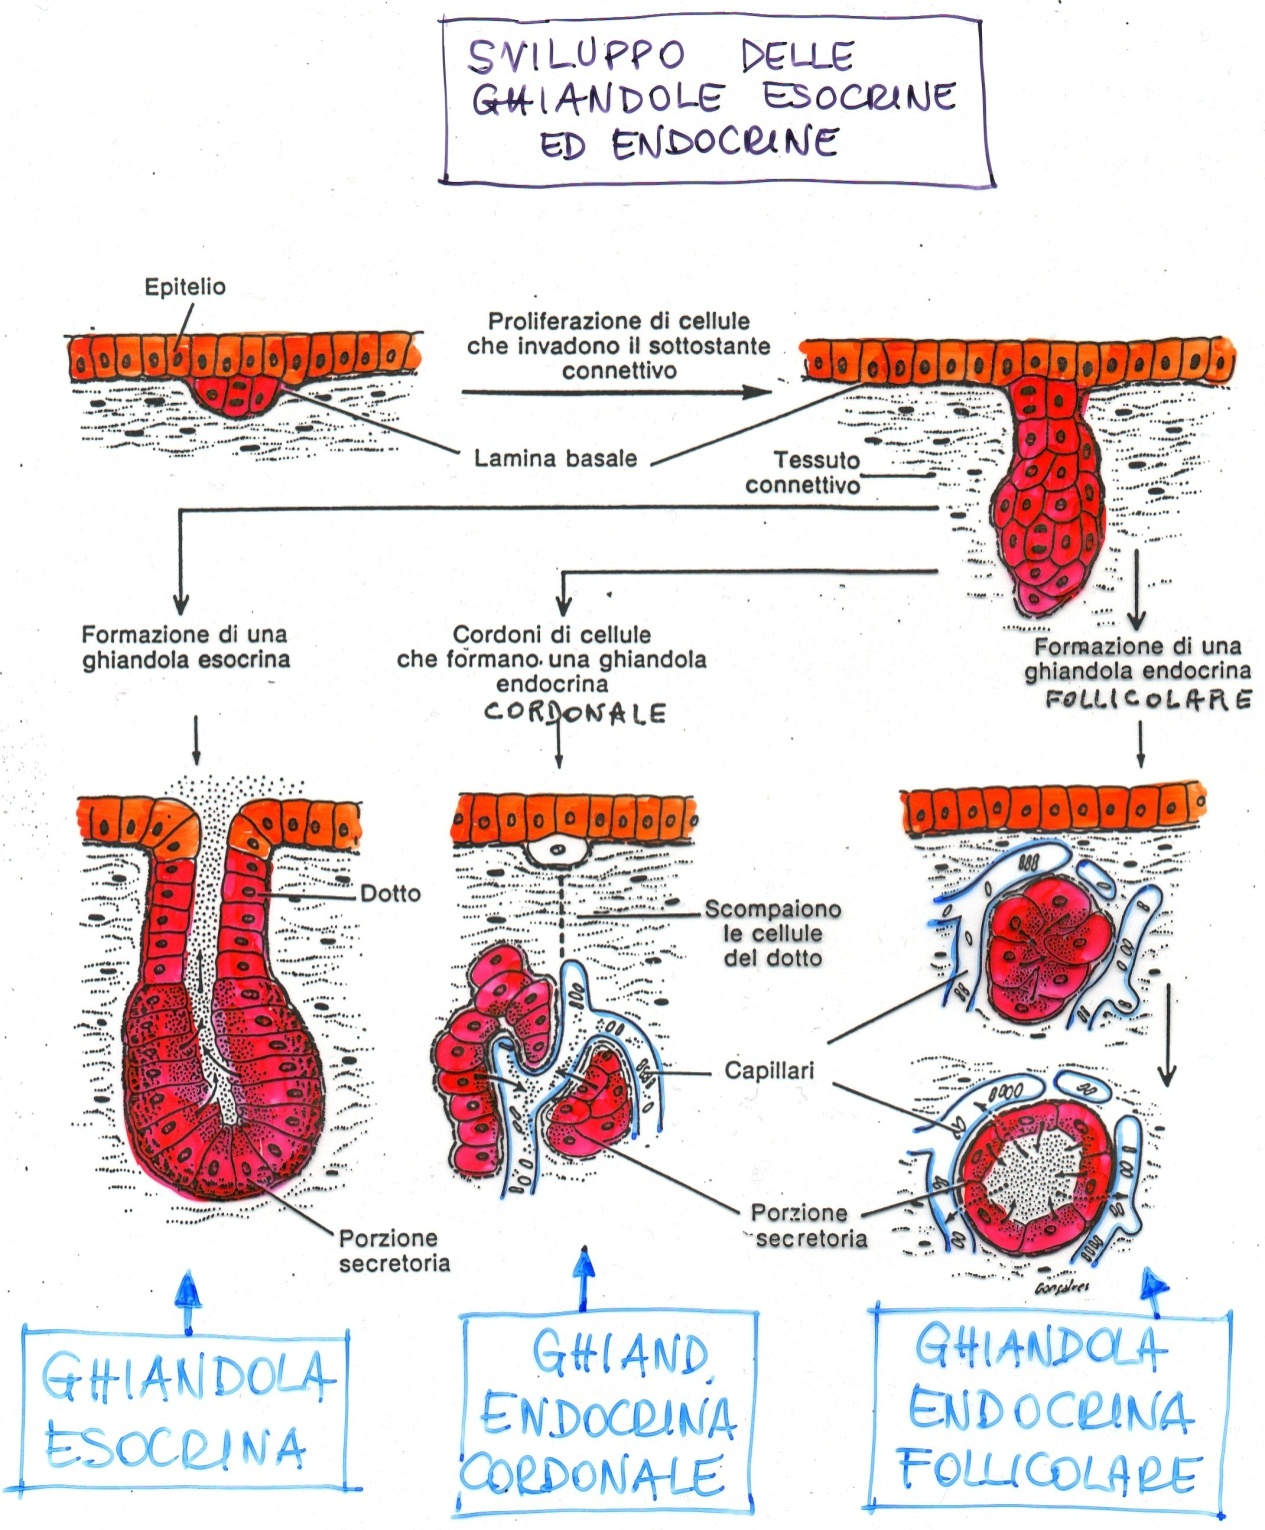 SVILUPPO DELLE
GHIANDOLE ESOCRINE
ED ENDOCRINE
Epitelio
Proliferazione di cellule
che invadono il sottostante
connettivo
Lamina basale
Tessuto
connettivo
Formazione di una
ghiandola esocrina
Cordoni di cellule
che formano una ghiandola
endocrina
CORDONALE
Formazione di una
ghiandola endocrina
FOLLICOLARE
Dotto
Scompaiono
le cellule
del dotto
Capillari
Porzione
secretoria
Porzione
secretoria
Gonsalves
GHIANDOLA
ESOCRINA
GHIAND.
ENDOCRINA
CORDONALE
GHIANDOLA
ENDOCRINA
FOLLICOLARE